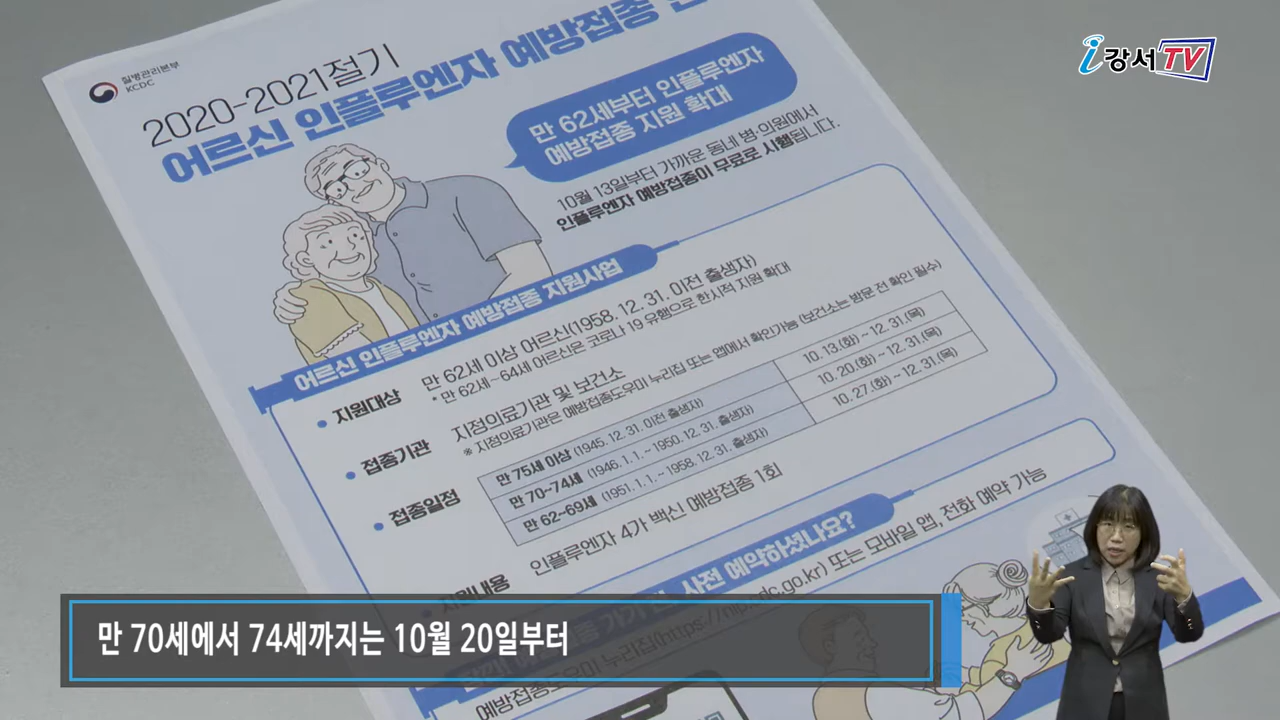 i강서TV
질병관리본부
KCDC
2020-2021절기
어르신 인플루엔자 예방접종
만 62세부터 인플루엔자
예방접종 지원 확대
10월 13일부터 가까운 동네 병·의원에서
인플루엔자 예방접종이 무료로 시행됩니다.
어르신 인플루엔자 예방접종 지원사업
지원대상 만 62세 이상 어르신(1958. 12. 31. 이전 출생자)
* 만 62세~64세 어르신은 코로나 19 유행으로 한시적 지원 확대
접종기관 지정의료기관 및 보건소
※ 지정의료기관은 예방접종도우미 누리집 또는 앱에서 확인가능 (보건소는 방문 전 확인 필수)
접종일정
만 75세 이상 (1945. 12. 31. 이전 출생자) 10. 13.(화) ~ 12. 31.(목)
만 70~74세 (1946. 1. 1. ~ 1950. 12. 31. 출생자) 10. 20.(화) ~ 12. 31.(목)
만 62~69세 (1951. 1. 1. ~ 1958. 12. 31. 출생자) 10. 27.(화) ~ 12. 31.(목)
지원내용 인플루엔자 4가 백신 예방접종 1회
사전 예약하셨나요?
예방접종도우미 누리집(https://nip.cdc.go.kr) 또는 모바일 앱, 전화 예약 가능
만 70세에서 74세까지는 10월 20일부터